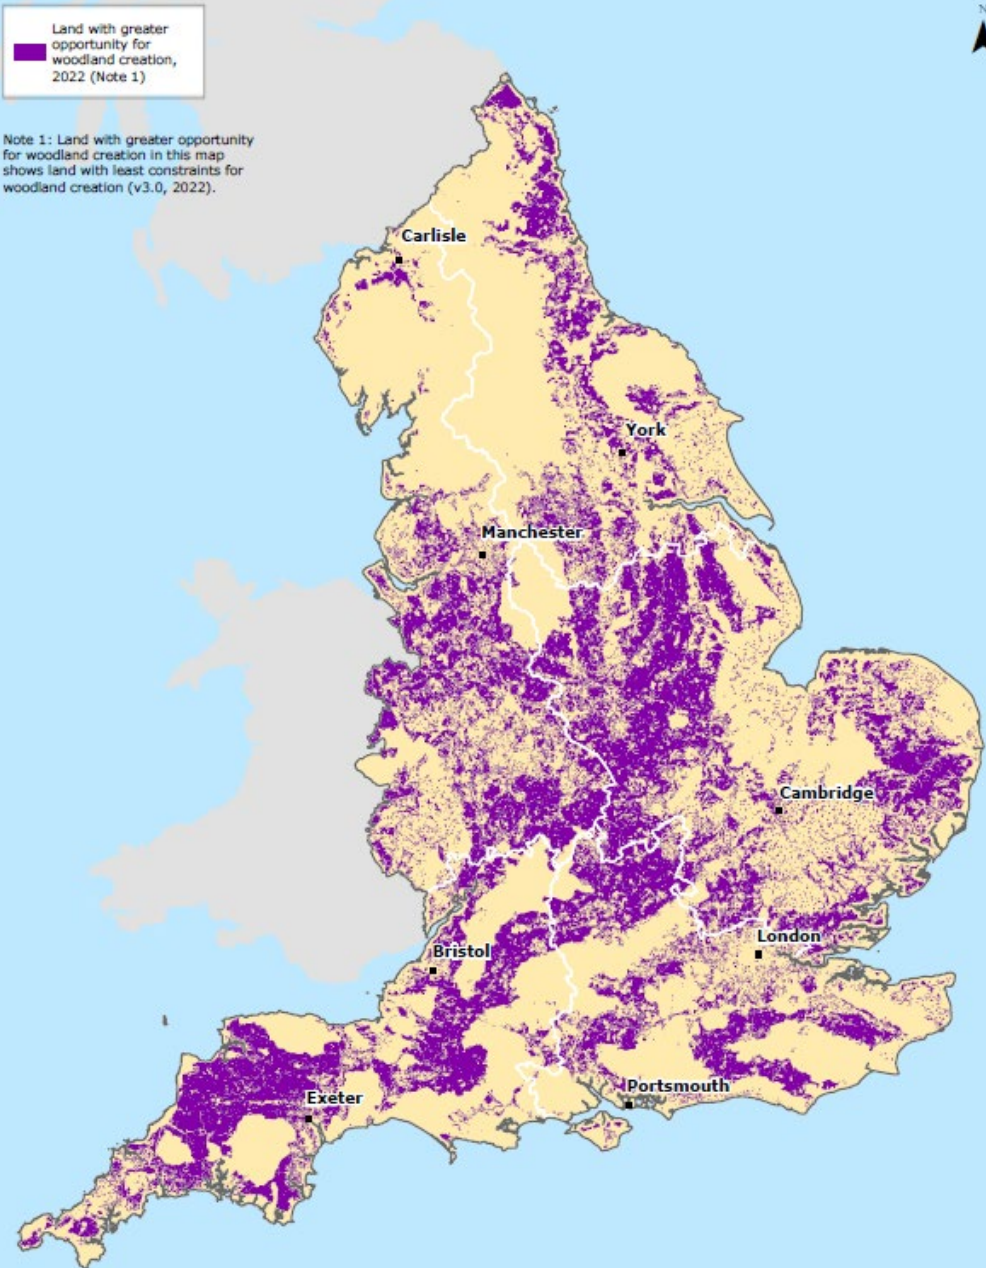 Land with greater
opportunity for
woodland creation,
2022 (Note 1)
N
Note 1: Land with greater opportunity
for woodland creation in this map
shows land with least constraints for
woodland creation (v3.0, 2022).
Carlisle
York
Manchester
Cambridge
London
Bristol
Portsmouth
Exeter